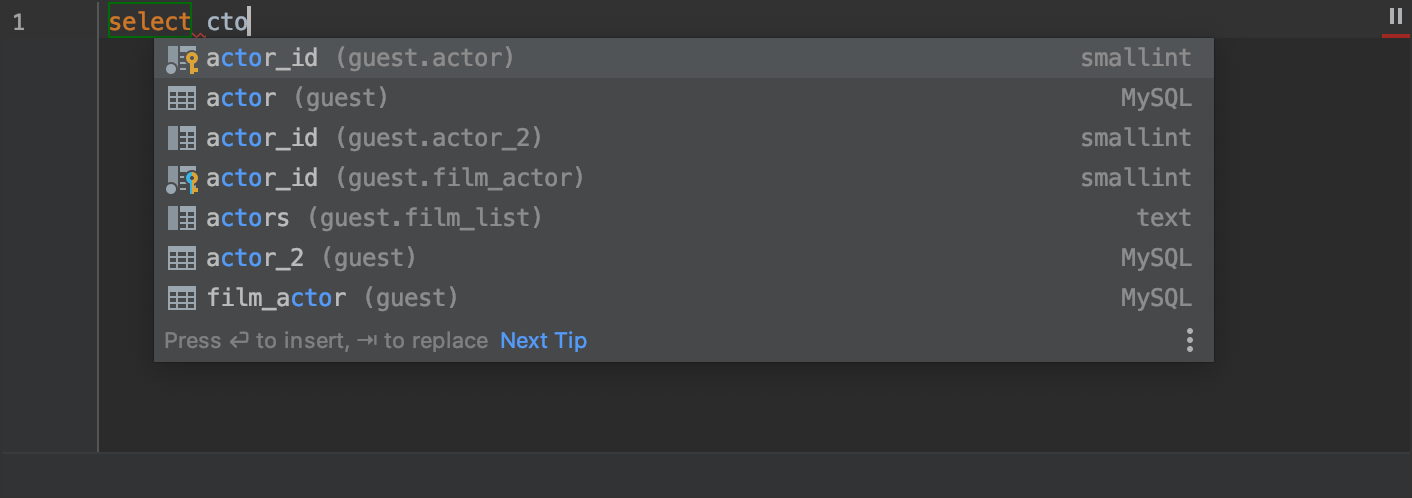 1 select cto
actor_id (guest.actor) smallint
actor (guest) MySQL
actor_id (guest.actor_2) smallint
actor_id (guest.film_actor) smallint
actors (guest.film_list) text
actor_2 (guest) MySQL
film_actor (guest) MySQL
Press ⏎ to insert, ⇥ to replace Next Tip